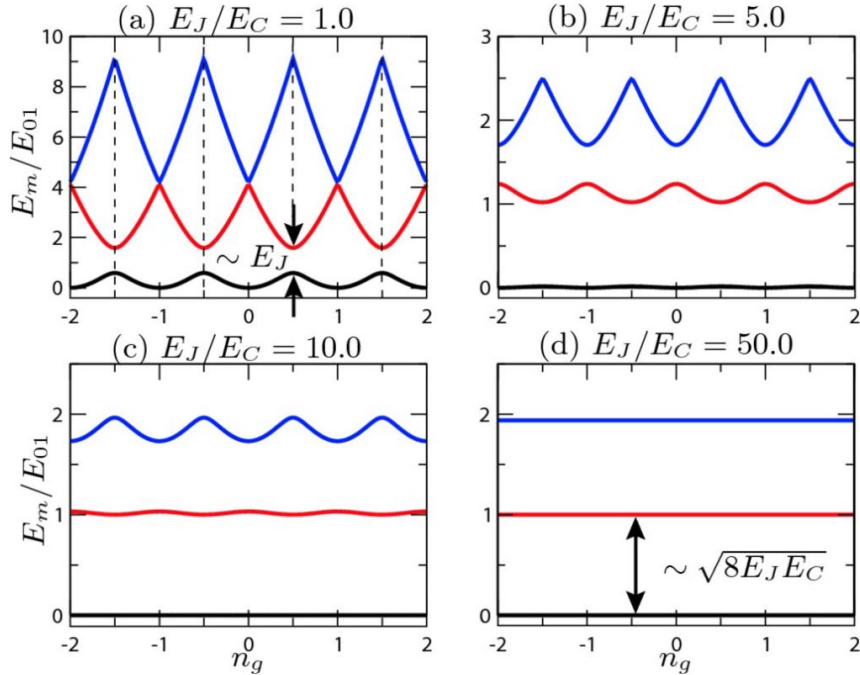 (a) E_J/E_C = 1.0
E_m/E_01
10
8
6
4
2
0
∼ E_J
-2 -1 0 1 2
n_g
(b) E_J/E_C = 5.0
3
2
1
0
-2 -1 0 1 2
n_g
(c) E_J/E_C = 10.0
E_m/E_01
2
1
0
-2 -1 0 1 2
n_g
(d) E_J/E_C = 50.0
2
1
0
∼ √8E_JE_C
-2 -1 0 1 2
n_g